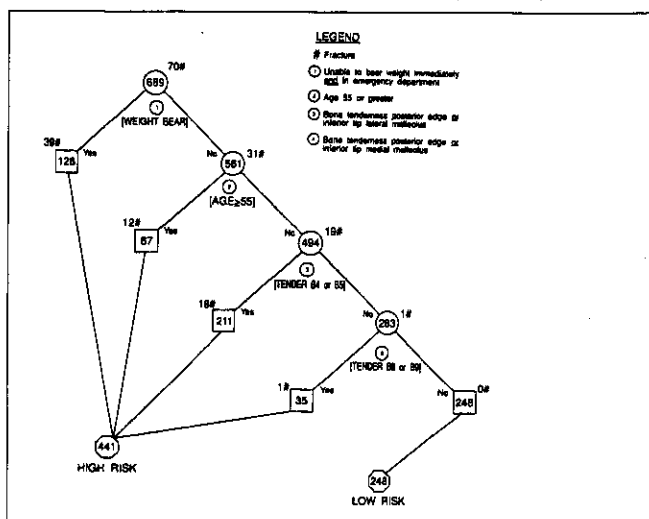 LEGEND
# Fracture
1 Unable to bear weight immediately
and in emergency department
2 Age 55 or greater
3 Bone tenderness posterior edge or
inferior tip lateral malleolus
4 Bone tenderness posterior edge or
inferior tip medial malleolus
70#
689
1
[WEIGHT BEAR]
39#
Yes
128
No
31#
561
2
[AGE≥55]
12#
Yes
67
No
19#
494
3
[TENDER or]
18#
Yes
211
No
1#
283
4
[TENDER or]
1#
Yes
35
No
0#
248
441
HIGH RISK
248
LOW RISK